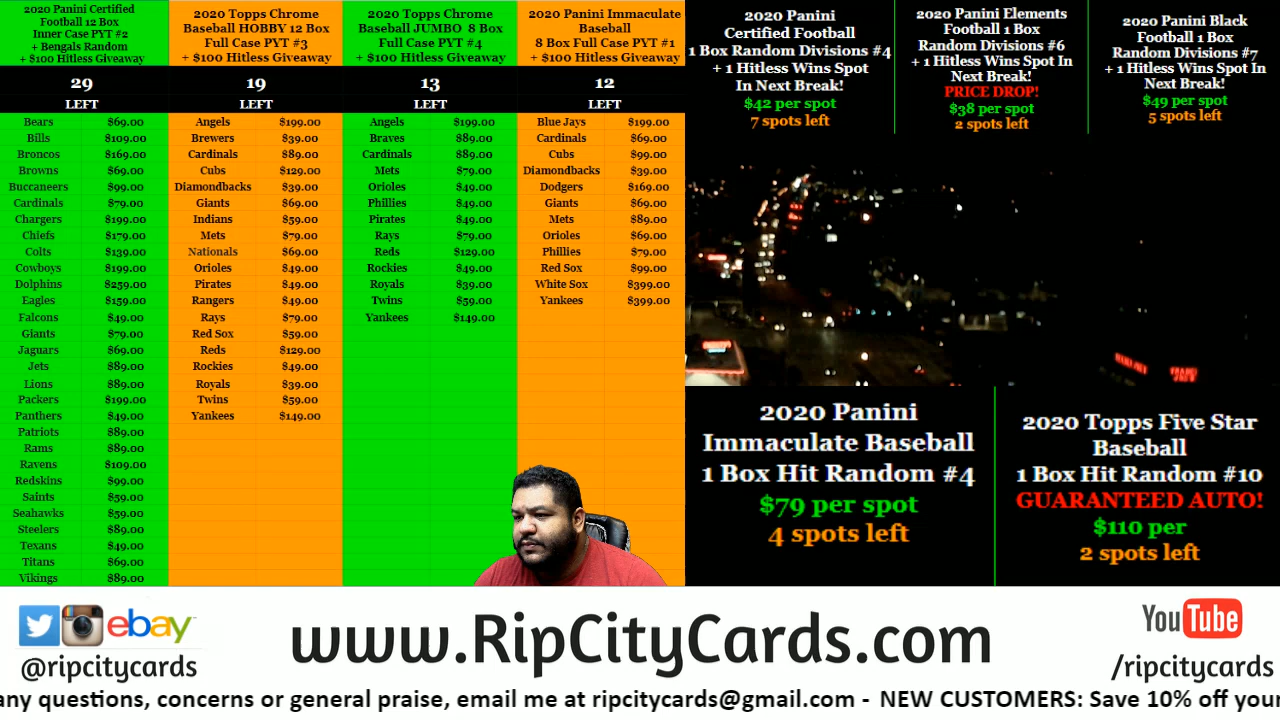 2020 Panini Certified
Football 12 Box
Inner Case PYT #2
+ Bengals Random
+ $100 Hitless Giveaway
29
LEFT
Bears $69.00
Bills $109.00
Broncos $169.00
Browns $69.00
Buccaneers $99.00
Cardinals $79.00
Chargers $199.00
Chiefs $179.00
Colts $139.00
Cowboys $199.00
Dolphins $259.00
Eagles $159.00
Falcons $49.00
Giants $79.00
Jaguars $69.00
Jets $89.00
Lions $89.00
Packers $199.00
Panthers $49.00
Patriots $89.00
Rams $89.00
Ravens $109.00
Redskins $99.00
Saints $59.00
Seahawks $59.00
Steelers $89.00
Texans $49.00
Titans $69.00
Vikings $89.00
2020 Topps Chrome
Baseball HOBBY 12 Box
Full Case PYT #3
+ $100 Hitless Giveaway
19
LEFT
Angels $199.00
Brewers $39.00
Cardinals $89.00
Cubs $129.00
Diamondbacks $39.00
Giants $69.00
Indians $59.00
Mets $79.00
Nationals $69.00
Orioles $49.00
Pirates $49.00
Rangers $49.00
Rays $79.00
Red Sox $59.00
Reds $129.00
Rockies $49.00
Royals $39.00
Twins $59.00
Yankees $149.00
2020 Topps Chrome
Baseball JUMBO 8 Box
Full Case PYT #4
+ $100 Hitless Giveaway
13
LEFT
Angels $199.00
Braves $89.00
Cardinals $89.00
Mets $79.00
Orioles $49.00
Phillies $49.00
Pirates $49.00
Rays $79.00
Reds $129.00
Rockies $49.00
Royals $39.00
Twins $59.00
Yankees $149.00
2020 Panini Immaculate
Baseball
8 Box Full Case PYT #1
+ $100 Hitless Giveaway
12
LEFT
Blue Jays $199.00
Cardinals $69.00
Cubs $99.00
Diamondbacks $39.00
Dodgers $169.00
Giants $69.00
Mets $89.00
Orioles $69.00
Phillies $79.00
Red Sox $99.00
White Sox $399.00
Yankees $399.00
2020 Panini
Certified Football
1 Box Random Divisions #4
+ 1 Hitless Wins Spot
In Next Break!
$42 per spot
7 spots left
2020 Panini Elements
Football 1 Box
Random Divisions #6
+ 1 Hitless Wins Spot In
Next Break!
PRICE DROP!
$38 per spot
2 spots left
2020 Panini Black
Football 1 Box
Random Divisions #7
+ 1 Hitless Wins Spot In
Next Break!
$49 per spot
5 spots left
2020 Panini
Immaculate Baseball
1 Box Hit Random #4
$79 per spot
4 spots left
2020 Topps Five Star
Baseball
1 Box Hit Random #10
GUARANTEED AUTO!
$110 per
2 spots left
ebay
@ripcitycards
www.RipCityCards.com
YouTube
/ripcitycards
any questions, concerns or general praise, email me at ripcitycards@gmail.com - NEW CUSTOMERS: Save 10% off your